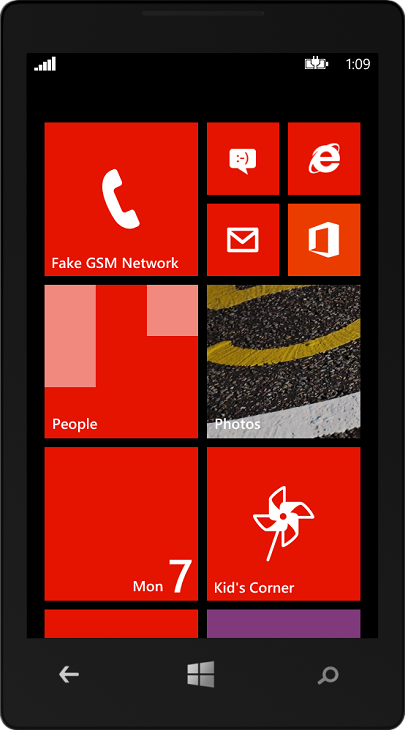 1:09
:-)
Fake GSM Network
People
Photos
Mon 7
Kid's Corner